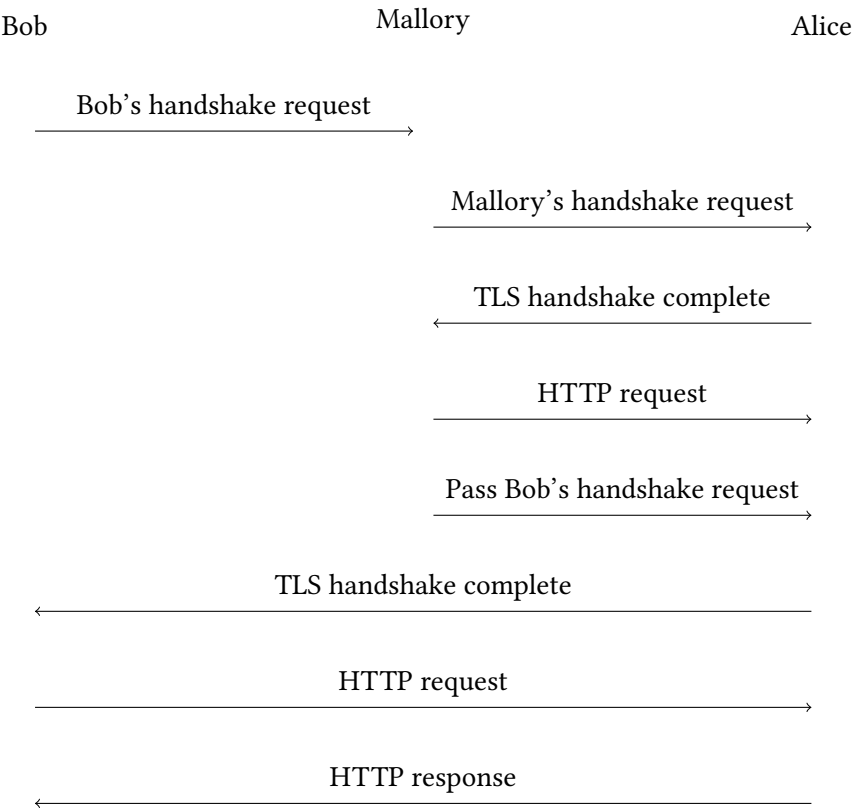 Bob
Mallory
Alice
Bob's handshake request
Mallory's handshake request
TLS handshake complete
HTTP request
Pass Bob's handshake request
TLS handshake complete
HTTP request
HTTP response